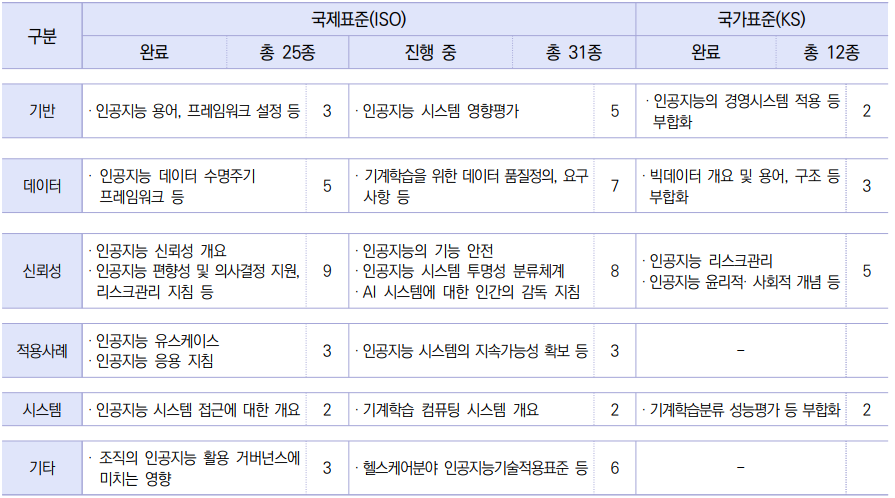 구분 국제표준(ISO) 국가표준(KS)
완료 총 25종 진행 중 총 31종 완료 총 12종
기반 · 인공지능 용어, 프레임워크 설정 등 3 · 인공지능 시스템 영향평가 5 · 인공지능의 경영시스템 적용 등
부합화 2
데이터 · 인공지능 데이터 수명주기
프레임워크 등 5 · 기계학습을 위한 데이터 품질정의, 요구
사항 등 7 · 빅데이터 개요 및 용어, 구조 등
부합화 3
신뢰성 · 인공지능 신뢰성 개요
· 인공지능 편향성 및 의사결정 지원,
리스크관리 지침 등 9 · 인공지능의 기능 안전
· 인공지능 시스템 투명성 분류체계
· AI 시스템에 대한 인간의 감독 지침 8 · 인공지능 리스크관리
· 인공지능 윤리적· 사회적 개념 등 5
적용사례 · 인공지능 유스케이스
· 인공지능 응용 지침 3 · 인공지능 시스템의 지속가능성 확보 등 3 -
시스템 · 인공지능 시스템 접근에 대한 개요 2 · 기계학습 컴퓨팅 시스템 개요 2 · 기계학습분류 성능평가 등 부합화 2
기타 · 조직의 인공지능 활용 거버넌스에
미치는 영향 3 · 헬스케어분야 인공지능기술적용표준 등 6 -